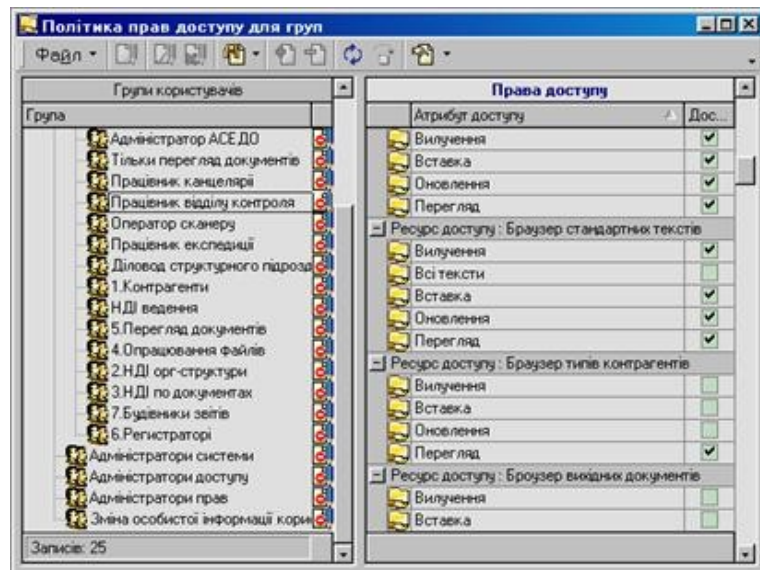 Політика прав доступу для груп
Файл
Групи користувачів
Група
Адміністратор АСЕДО
Тільки перегляд документів
Працівник канцелярії
Працівник відділу контроля
Оператор сканеру
Працівник експедиції
Діловод структурного підрозд
1.Контрагенти
НДІ ведення
5.Перегляд документів
4.Опрацювання файлів
2.НДІ орг-структури
3.НДІ по документах
7.Будівники звітів
6.Регистраторі
Адміністратори системи
Адміністратори доступу
Адміністратори прав
Зміна особистої інформації кори
Записів: 25
Права доступу
Атрибут доступу Дос...
Вилучення
Вставка
Оновлення
Перегляд
Ресурс доступу : Браузер стандартних текстів
Вилучення
Всі тексти
Вставка
Оновлення
Перегляд
Ресурс доступу : Браузер типів контрагентів
Вилучення
Вставка
Оновлення
Перегляд
Ресурс доступу : Броузер вихідних документів
Вилучення
Вставка